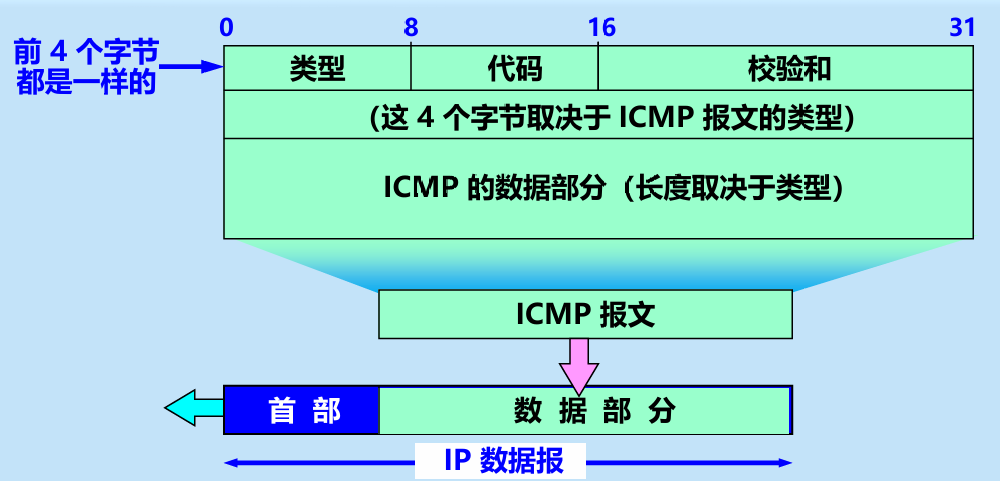 0 8 16 31
前 4 个字节
都是一样的
类型 代码 校验和
(这 4 个字节取决于 ICMP 报文的类型)
ICMP 的数据部分（长度取决于类型）
ICMP 报文
首 部 数 据 部 分
IP 数据报